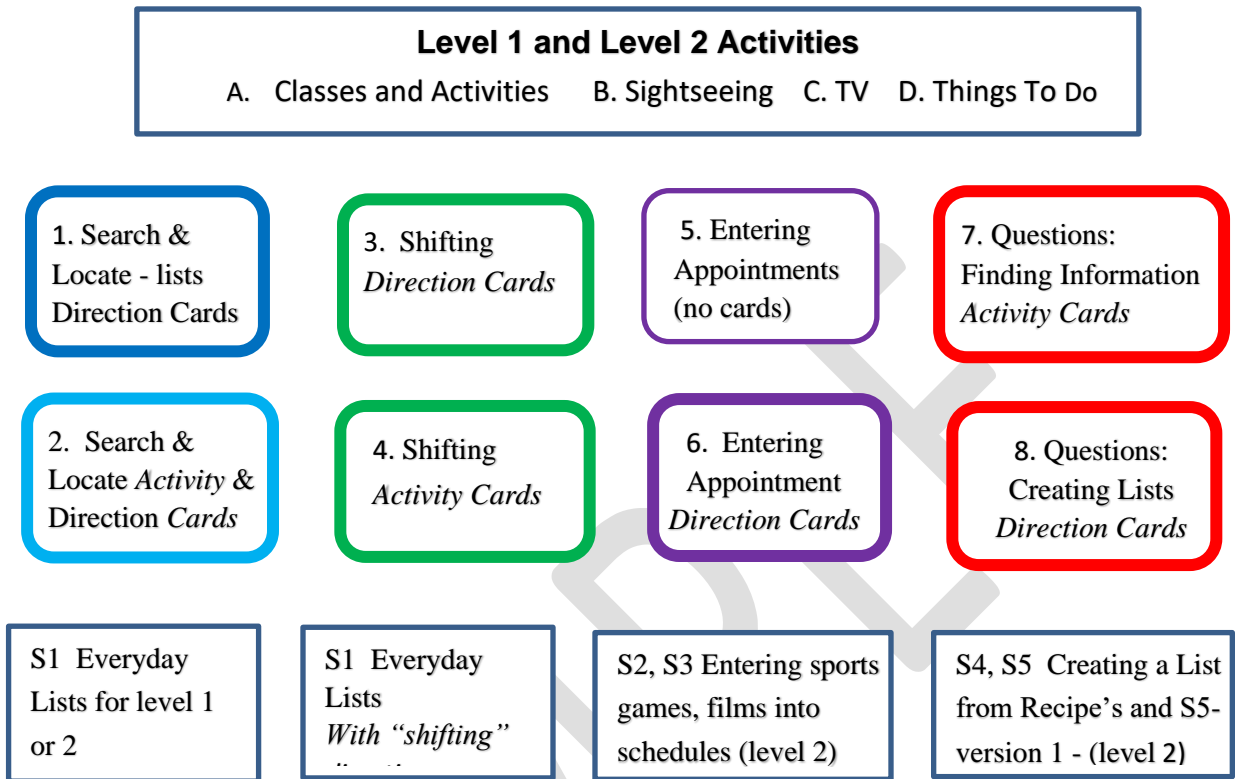 Level 1 and Level 2 Activities
A. Classes and Activities B. Sightseeing C. TV D. Things To Do
1. Search &
Locate - lists
Direction Cards
3. Shifting
Direction Cards
5. Entering
Appointments
(no cards)
7. Questions:
Finding Information
Activity Cards
2. Search &
Locate Activity &
Direction Cards
4. Shifting
Activity Cards
6. Entering
Appointment
Direction Cards
8. Questions:
Creating Lists
Direction Cards
S1 Everyday
Lists for level 1
or 2
S1 Everyday
Lists
With “shifting”
S2, S3 Entering sports
games, films into
schedules (level 2)
S4, S5 Creating a List
from Recipe’s and S5-
version 1 - (level 2)